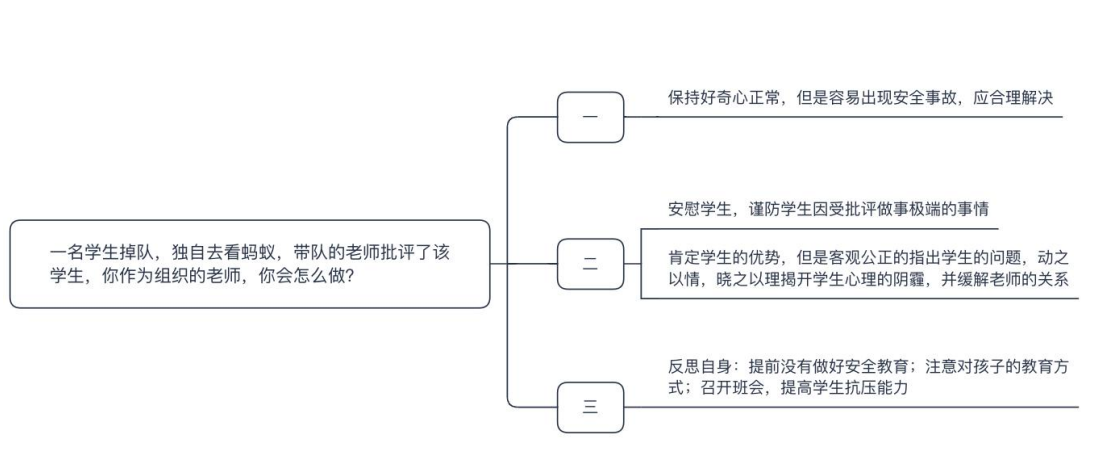 一名学生掉队，独自去看蚂蚁，带队的老师批评了该
学生，你作为组织的老师，你会怎么做？
一
保持好奇心正常，但是容易出现安全事故，应合理解决
二
安慰学生，谨防学生因受批评做事极端的事情
肯定学生的优势，但是客观公正的指出学生的问题，动之
以情，晓之以理揭开学生心理的阴霾，并缓解老师的关系
三
反思自身：提前没有做好安全教育；注意对孩子的教育方
式；召开班会，提高学生抗压能力